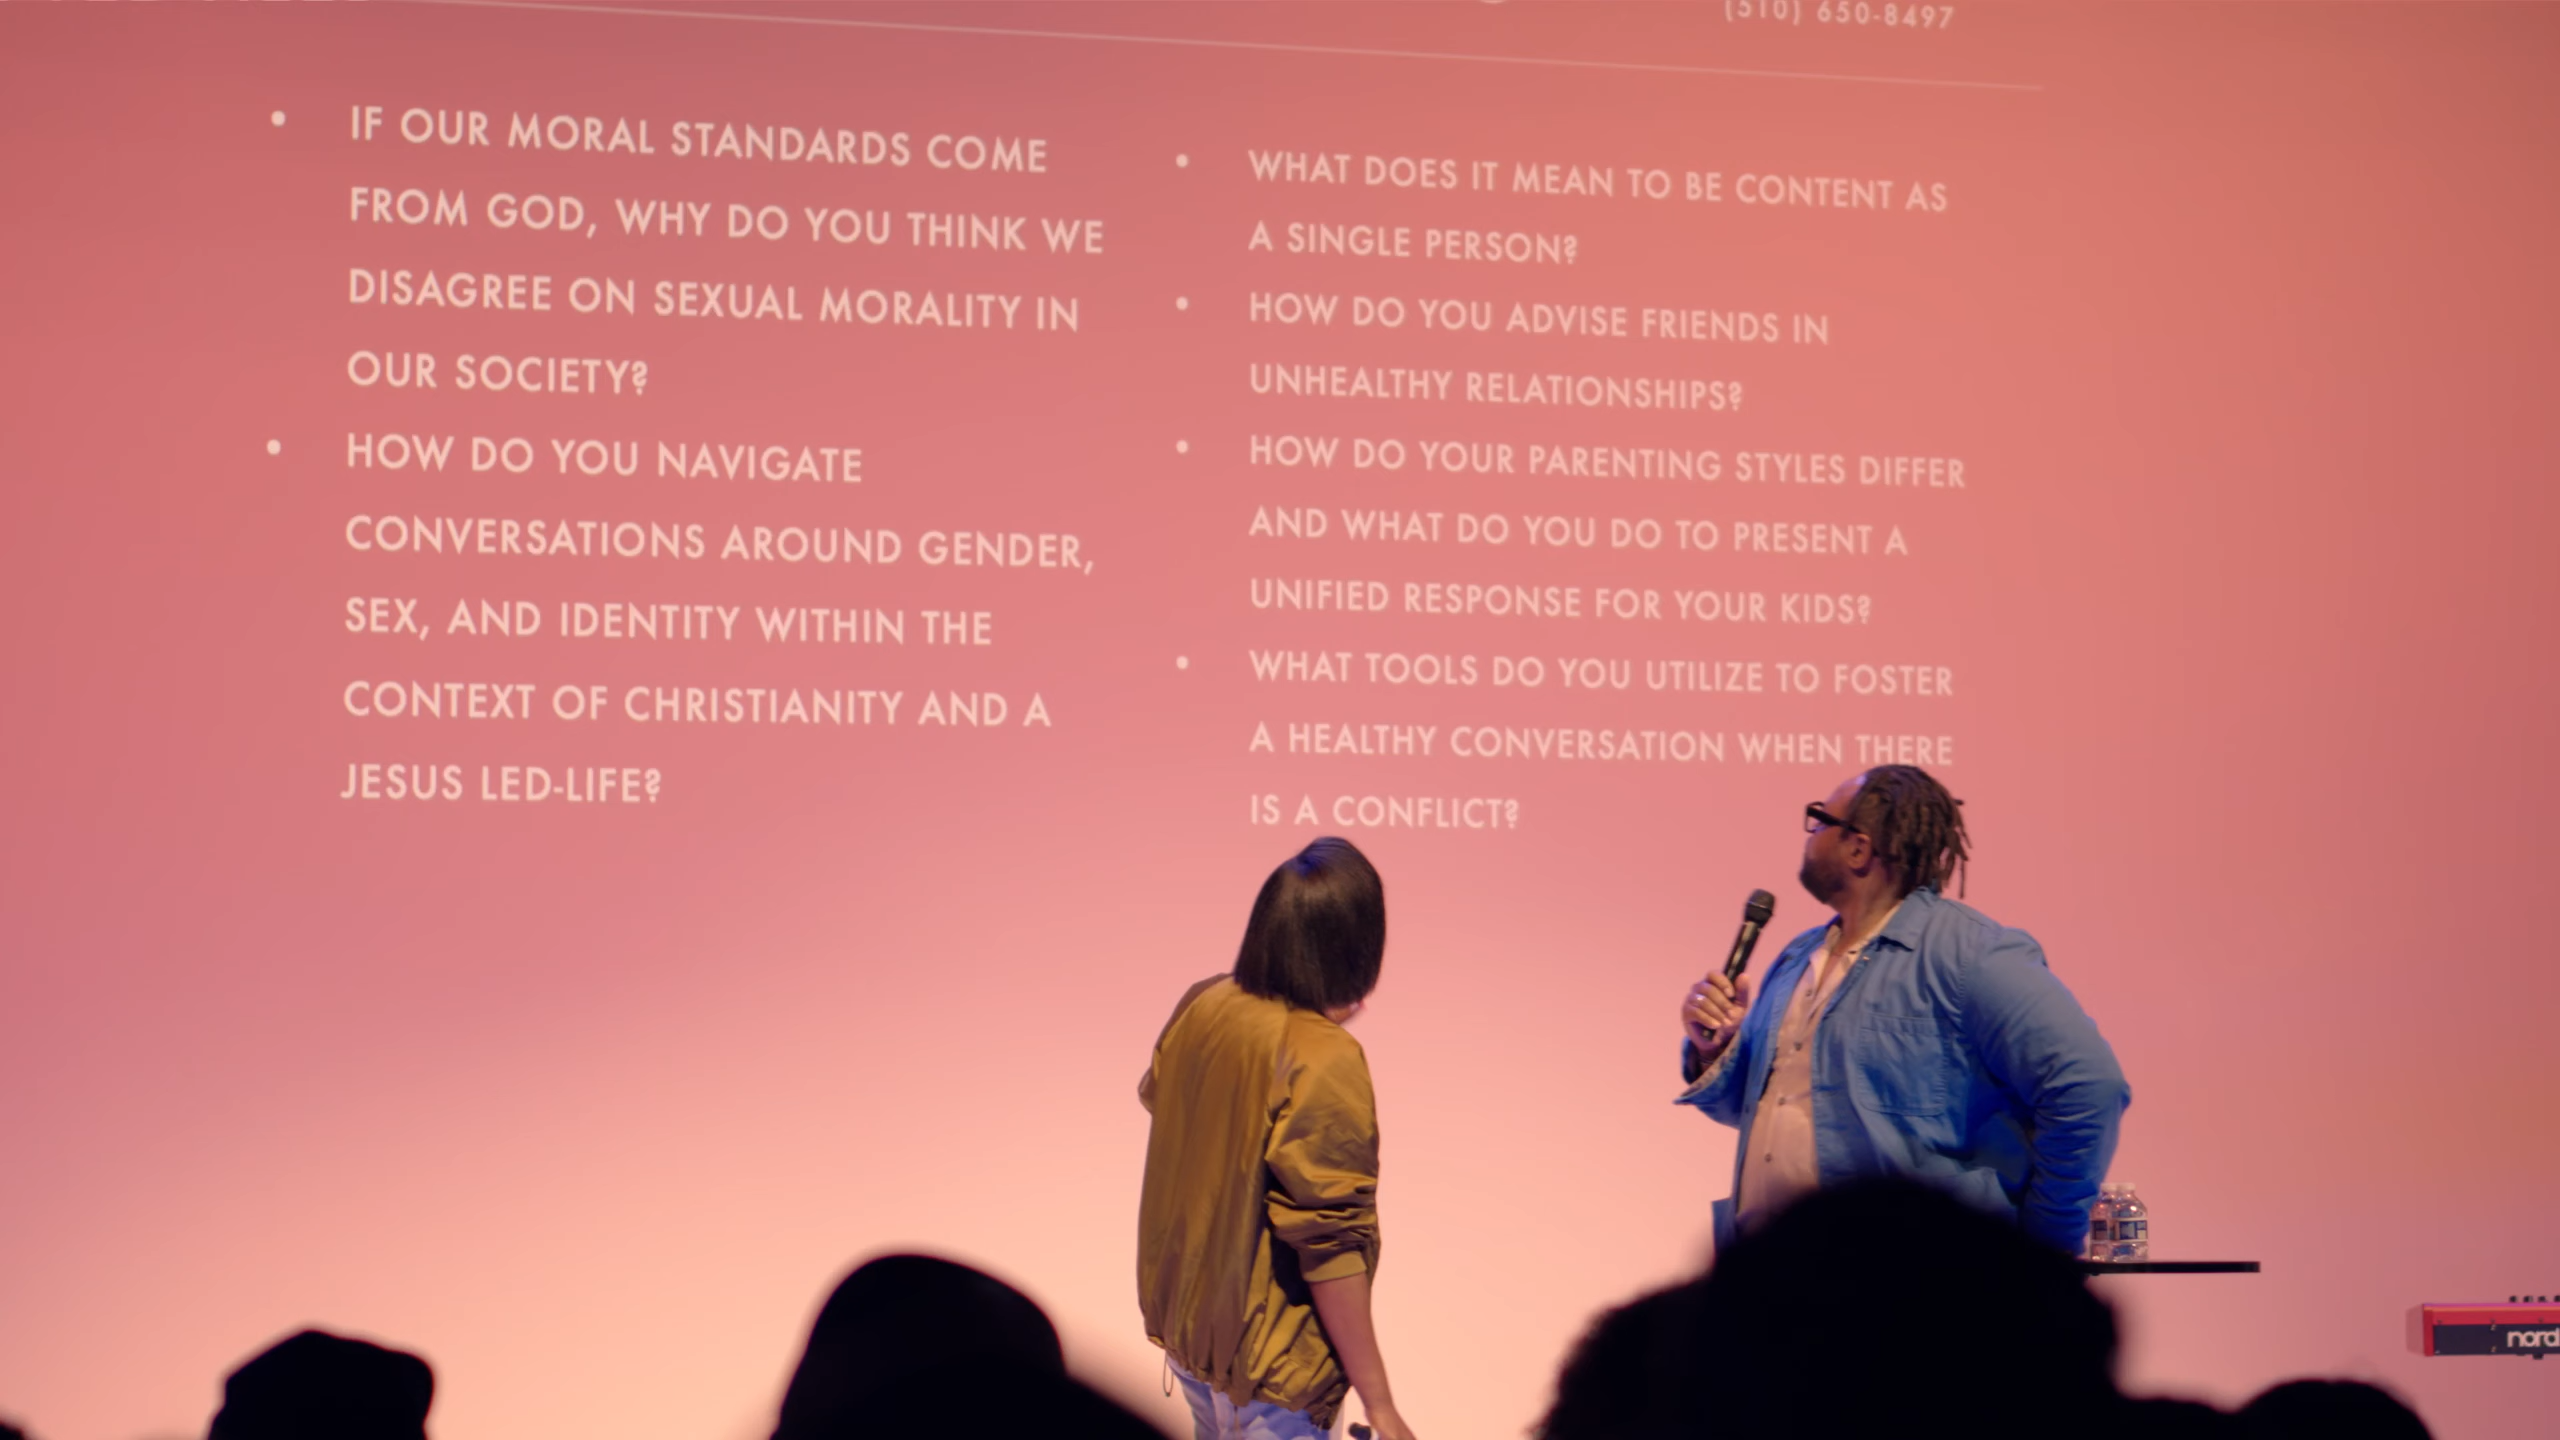 (510) 650-8497
• IF OUR MORAL STANDARDS COME
FROM GOD, WHY DO YOU THINK WE
DISAGREE ON SEXUAL MORALITY IN
OUR SOCIETY?
• HOW DO YOU NAVIGATE
CONVERSATIONS AROUND GENDER,
SEX, AND IDENTITY WITHIN THE
CONTEXT OF CHRISTIANITY AND A
JESUS LED-LIFE?
• WHAT DOES IT MEAN TO BE CONTENT AS
A SINGLE PERSON?
• HOW DO YOU ADVISE FRIENDS IN
UNHEALTHY RELATIONSHIPS?
• HOW DO YOUR PARENTING STYLES DIFFER
AND WHAT DO YOU DO TO PRESENT A
UNIFIED RESPONSE FOR YOUR KIDS?
• WHAT TOOLS DO YOU UTILIZE TO FOSTER
A HEALTHY CONVERSATION WHEN THERE
IS A CONFLICT?
nord